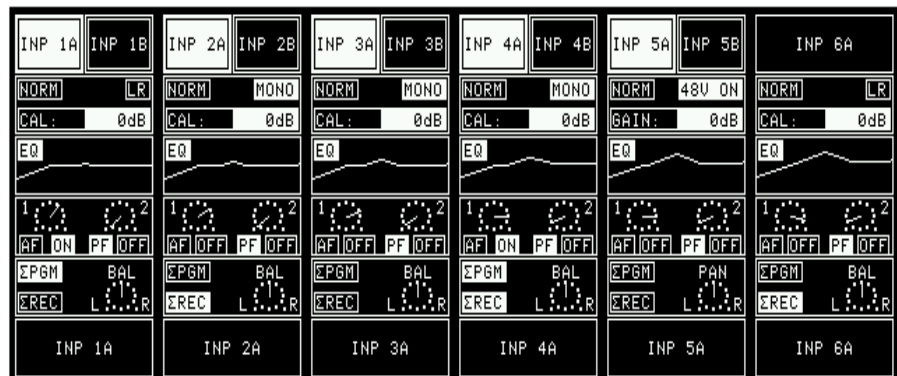 INP 1A INP 1B INP 2A INP 2B INP 3A INP 3B INP 4A INP 4B INP 5A INP 5B INP 6A
NORM LR NORM MONO NORM MONO NORM MONO NORM 48V ON NORM LR
CAL: 0dB CAL: 0dB CAL: 0dB CAL: 0dB GAIN: 0dB CAL: 0dB
EQ EQ EQ EQ EQ EQ
1 2 1 2 1 2 1 2 1 2 1 2
AF ON PF OFF AF OFF PF OFF AF OFF PF OFF AF ON PF OFF AF OFF PF OFF AF OFF PF OFF
ΣPGM BAL ΣPGM BAL ΣPGM BAL ΣPGM BAL ΣPGM PAN ΣPGM BAL
ΣREC L R ΣREC L R ΣREC L R ΣREC L R ΣREC L R ΣREC L R
INP 1A INP 2A INP 3A INP 4A INP 5A INP 6A